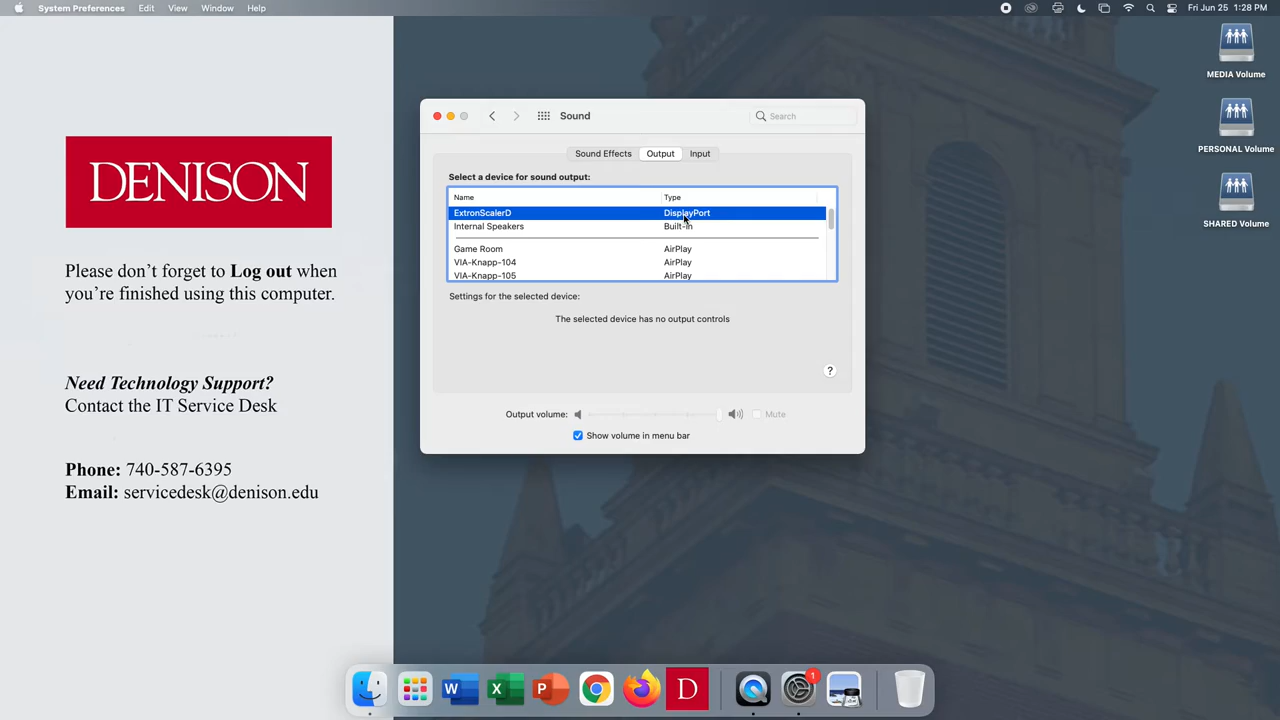 System Preferences Edit View Window Help
Fri Jun 25 1:28 PM
MEDIA Volume
PERSONAL Volume
SHARED Volume
DENISON
Please don't forget to Log out when
you're finished using this computer.
Need Technology Support?
Contact the IT Service Desk
Phone: 740-587-6395
Email: servicedesk@denison.edu
Sound
Search
Sound Effects Output Input
Select a device for sound output:
Name Type
ExtronScalerD DisplayPort
Internal Speakers Built-in
Game Room AirPlay
VIA-Knapp-104 AirPlay
VIA-Knapp-105 AirPlay
Settings for the selected device:
The selected device has no output controls
?
Output volume: Mute
Show volume in menu bar
W X P D 1